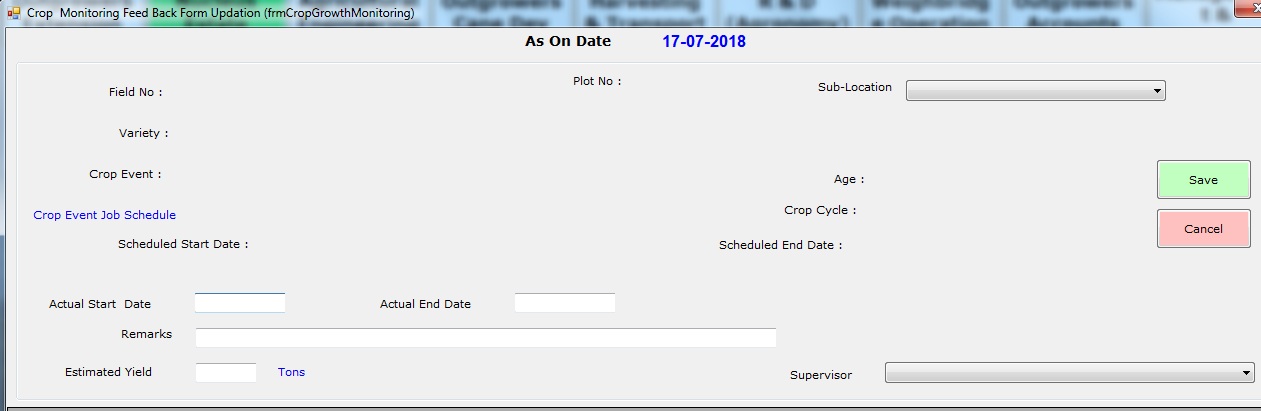 Crop  Monitoring Feed Back Form Updation (frmCropGrowthMonitoring)
As On Date 17-07-2018
Field No :
Plot No :
Sub-Location
Variety :
Crop Event :
Age :
Save
Crop Event Job Schedule
Crop Cycle :
Cancel
Scheduled Start Date :
Scheduled End Date :
Actual Start  Date
Actual End Date
Remarks
Estimated Yield
Tons
Supervisor